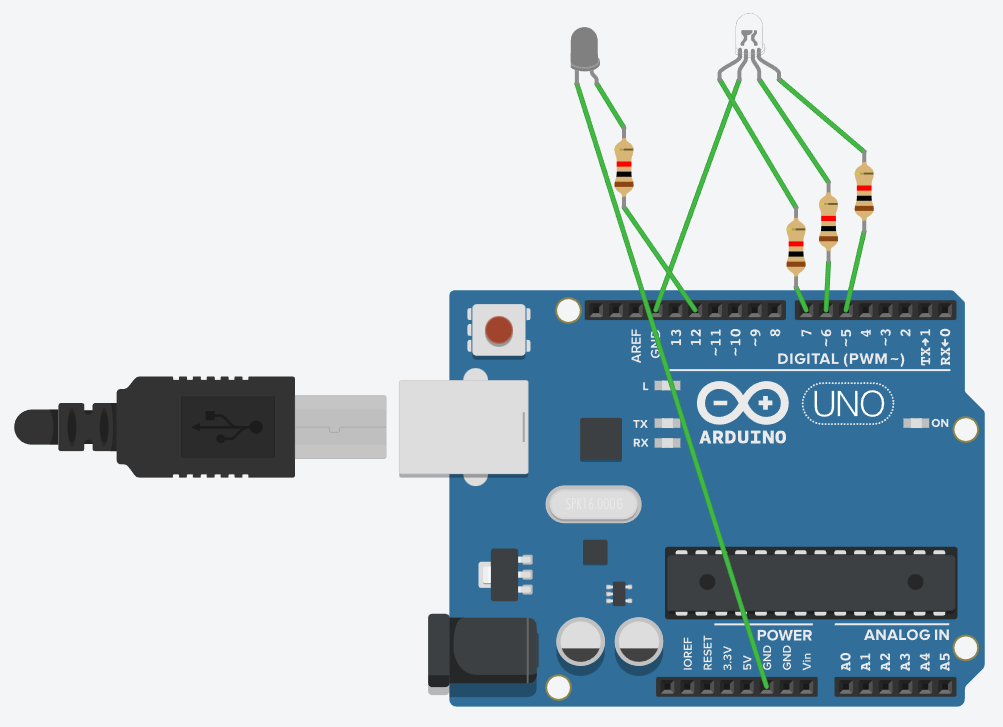 AREF
GND
13
12
~11
~10
~9
8
7
~6
~5
4
~3
2
TX→1
RX←0
DIGITAL (PWM~)
L
TX
RX
ARDUINO
UNO
ON
SPK16.000G
IOREF
RESET
3.3V
5V
GND
GND
Vin
POWER
ANALOG IN
A0
A1
A2
A3
A4
A5